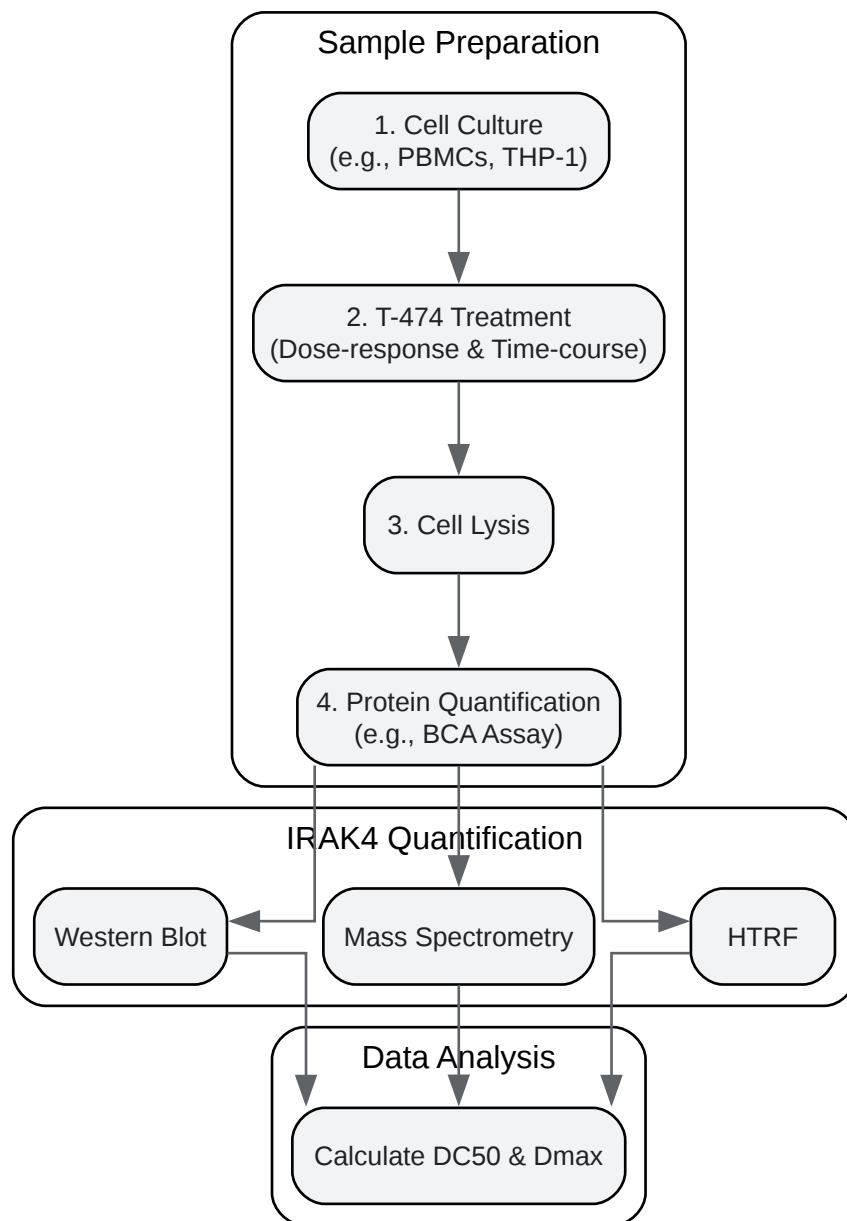 Sample Preparation
1. Cell Culture
(e.g., PBMCs, THP-1)
2. T-474 Treatment
(Dose-response & Time-course)
3. Cell Lysis
4. Protein Quantification
(e.g., BCA Assay)
IRAK4 Quantification
Western Blot
Mass Spectrometry
HTRF
Data Analysis
Calculate DC50 & Dmax